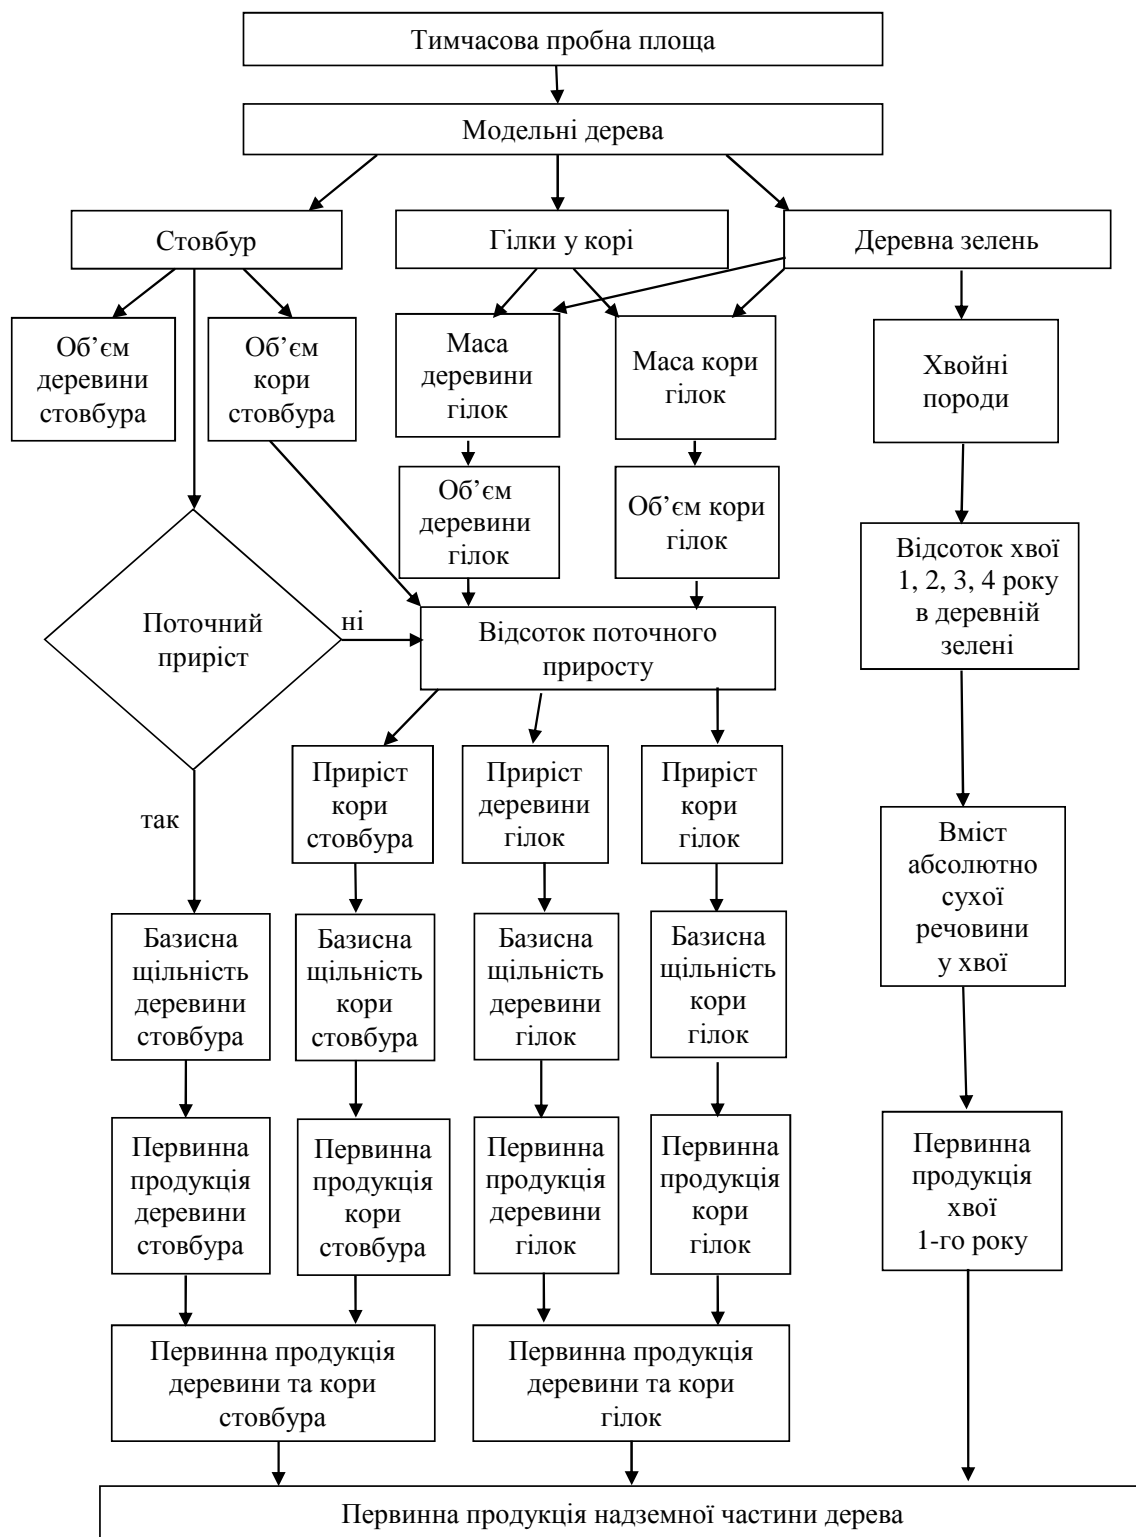 Тимчасова пробна площа
Модельні дерева
Стовбур
Гілки у корі
Деревна зелень
Об’єм
деревини
стовбура
Об’єм
кори
стовбура
Маса
деревини
гілок
Маса кори
гілок
Хвойні
породи
Об’єм
деревини
гілок
Об’єм кори
гілок
Відсоток хвої
1, 2, 3, 4 року
в деревній
зелені
Поточний
приріст
ні
Відсоток поточного
приросту
так
Приріст
кори
стовбура
Приріст
деревини
гілок
Приріст
кори
гілок
Вміст
абсолютно
сухої
речовини
у хвої
Базисна
щільність
деревини
стовбура
Базисна
щільність
кори
стовбура
Базисна
щільність
деревини
гілок
Базисна
щільність
кори
гілок
Первинна
продукція
деревини
стовбура
Первинна
продукція
кори
стовбура
Первинна
продукція
деревини
гілок
Первинна
продукція
кори
гілок
Первинна
продукція
хвої
1-го року
Первинна продукція
деревини та кори
стовбура
Первинна продукція
деревини та кори
гілок
Первинна продукція надземної частини дерева